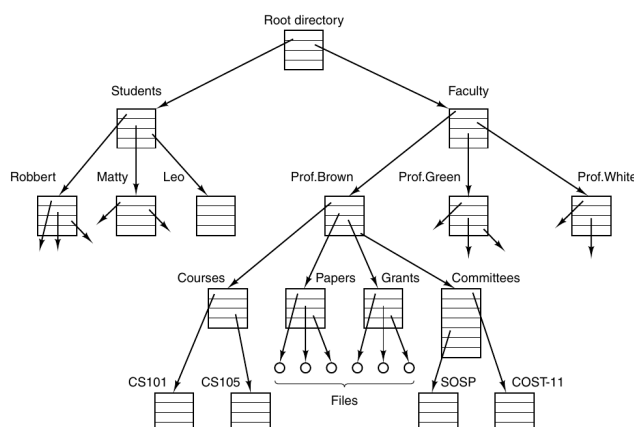 Root directory
Students
Faculty
Robbert
Matty
Leo
Prof.Brown
Prof.Green
Prof.White
Courses
Papers
Grants
Committees
CS101
CS105
Files
SOSP
COST-11